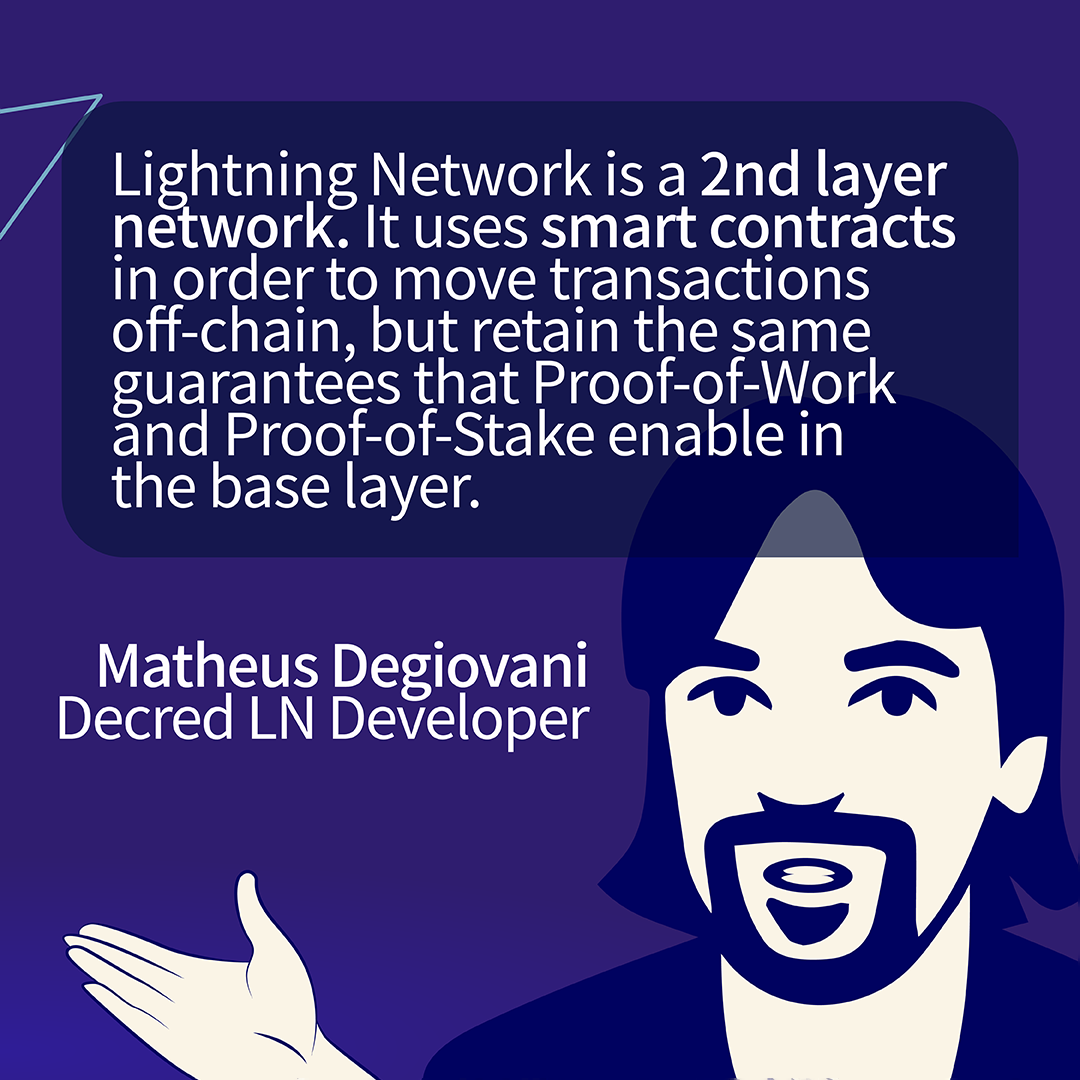 Lightning Network is a 2nd layer
network. It uses smart contracts
in order to move transactions
off-chain, but retain the same
guarantees that Proof-of-Work
and Proof-of-Stake enable in
the base layer.
Matheus Degiovani
Decred LN Developer